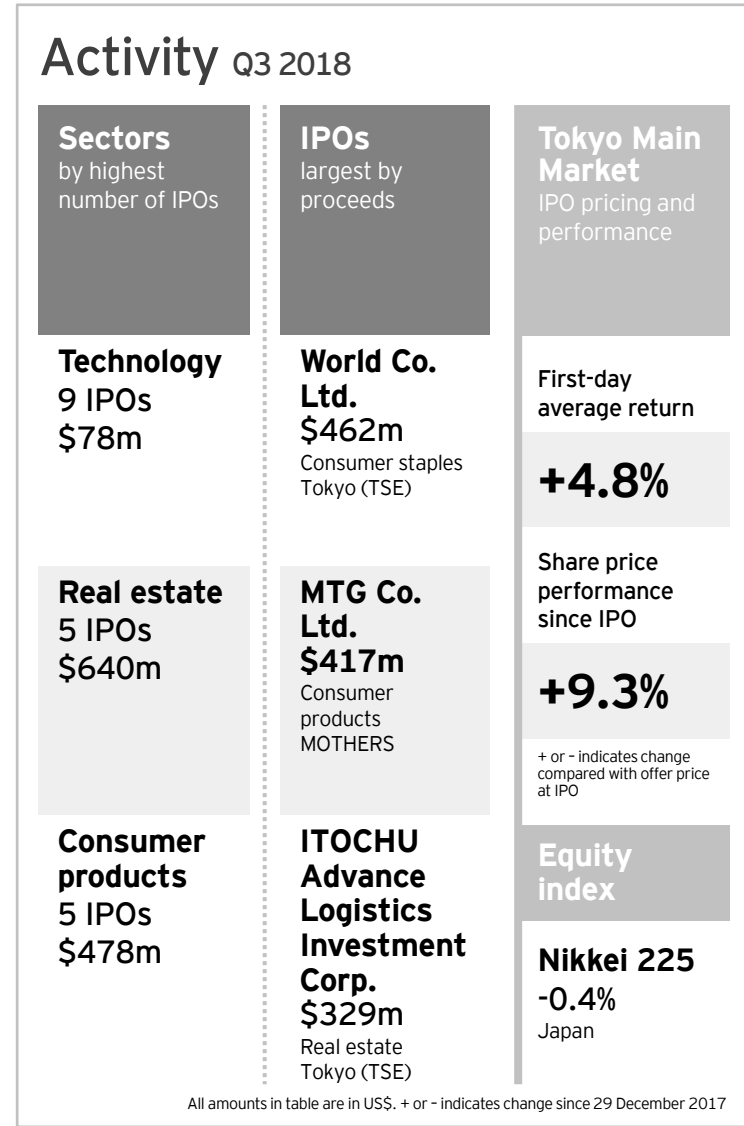 Activity Q3 2018
Sectors
by highest
number of IPOs
Technology
9 IPOs
$78m
Real estate
5 IPOs
$640m
Consumer
products
5 IPOs
$478m
IPOs
largest by
proceeds
World Co.
Ltd.
$462m
Consumer staples
Tokyo (TSE)
MTG Co.
Ltd.
$417m
Consumer
products
MOTHERS
ITOCHU
Advance
Logistics
Investment
Corp.
$329m
Real estate
Tokyo (TSE)
Tokyo Main
Market
IPO pricing and
performance
First-day
average return
+4.8%
Share price
performance
since IPO
+9.3%
+ or – indicates change
compared with offer price
at IPO
Equity
index
Nikkei 225
-0.4%
Japan
All amounts in table are in US$. + or – indicates change since 29 December 2017